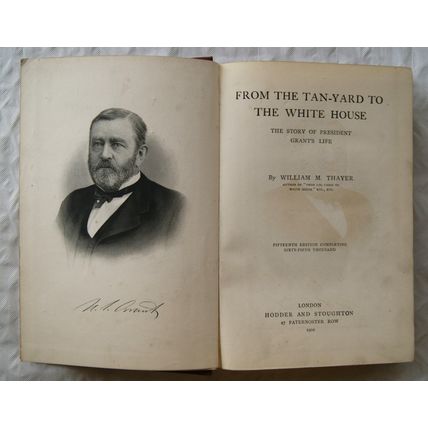 U. S. Grant
FROM THE TAN-YARD TO
THE WHITE HOUSE
THE STORY OF PRESIDENT
GRANT'S LIFE
By WILLIAM M. THAYER
AUTHOR OF "FROM LOG CABIN TO
WHITE HOUSE," ETC., ETC.
FIFTEENTH EDITION COMPLETING
SIXTY-FIFTH THOUSAND
LONDON
HODDER AND STOUGHTON
27 PATERNOSTER ROW